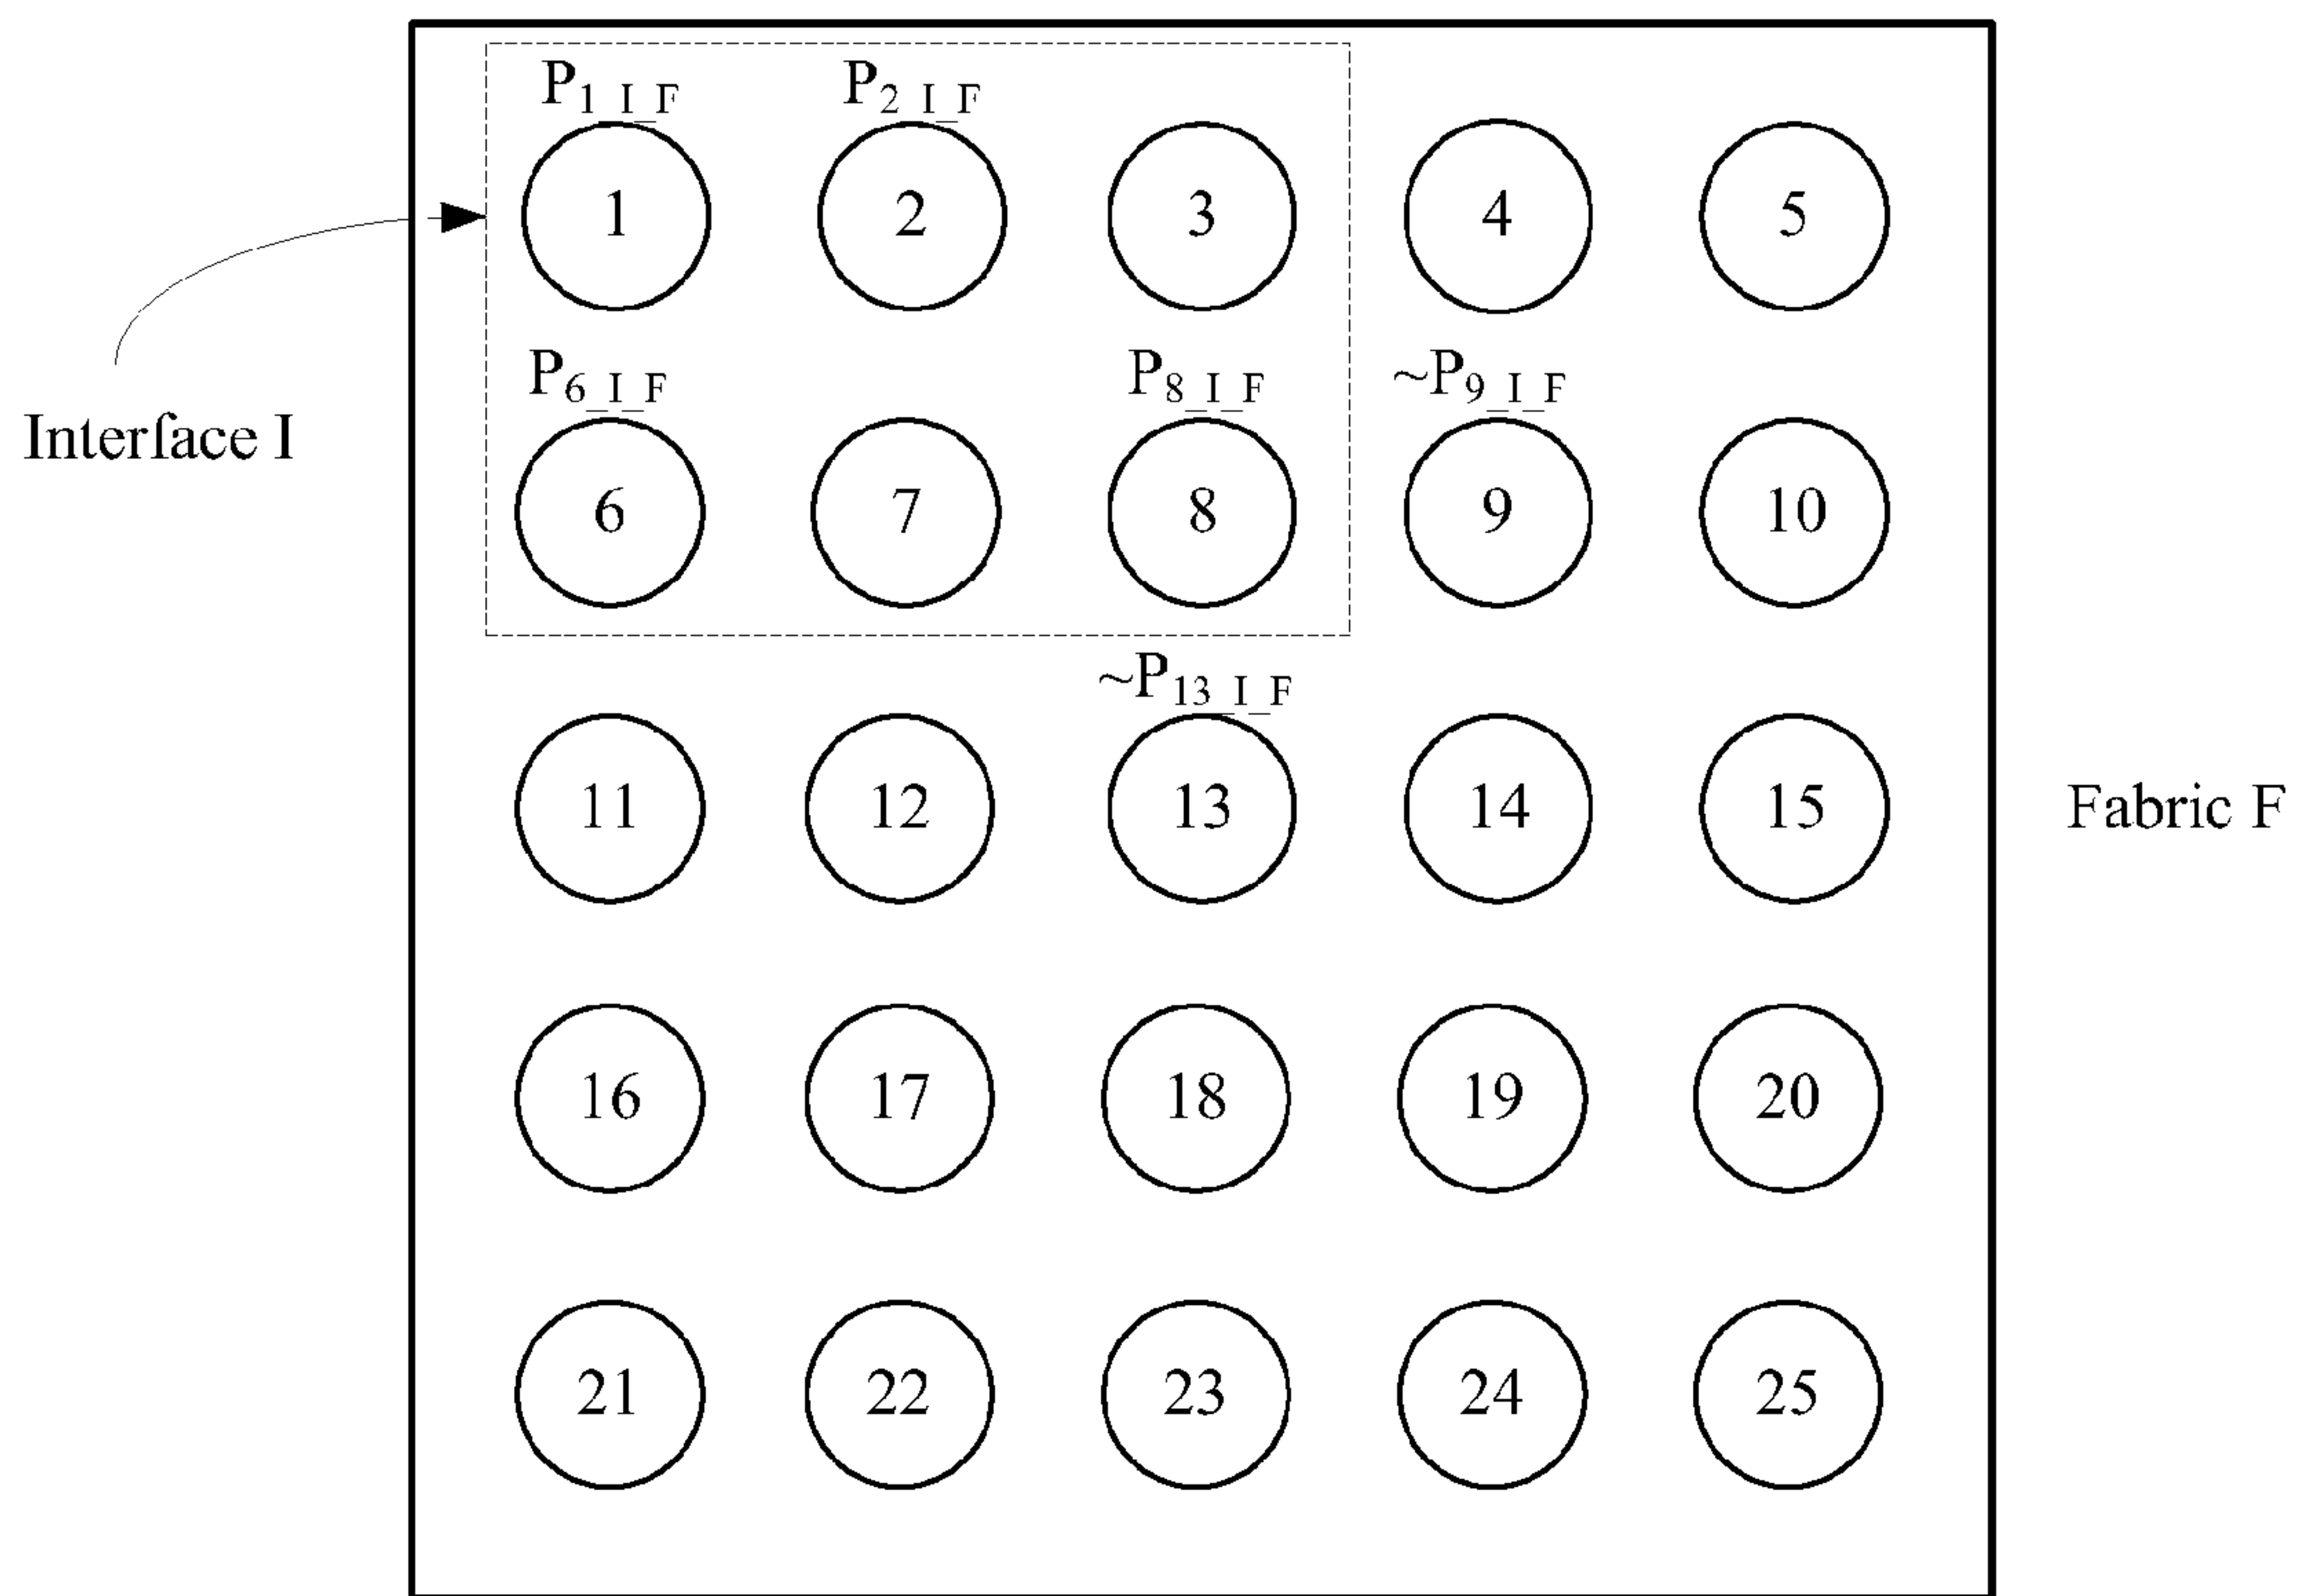 P1_I_F P2_I_F
1 2 3 4 5
P6_I_F P8_I_F ~P9_I_F
Interface I
6 7 8 9 10
~P13_I_F
11 12 13 14 15
Fabric F
16 17 18 19 20
21 22 23 24 25